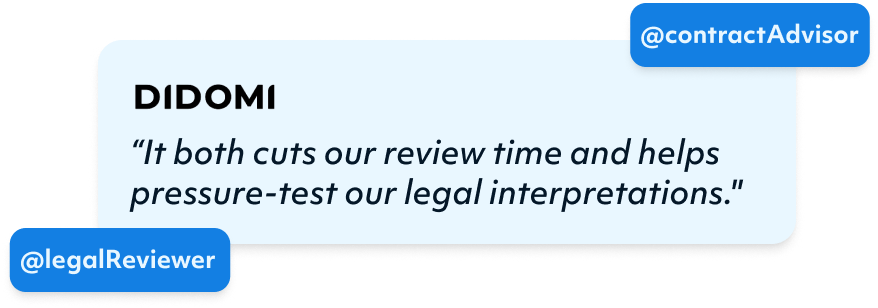 @contractAdvisor
DIDOMI
“It both cuts our review time and helps
pressure-test our legal interpretations."
@legalReviewer